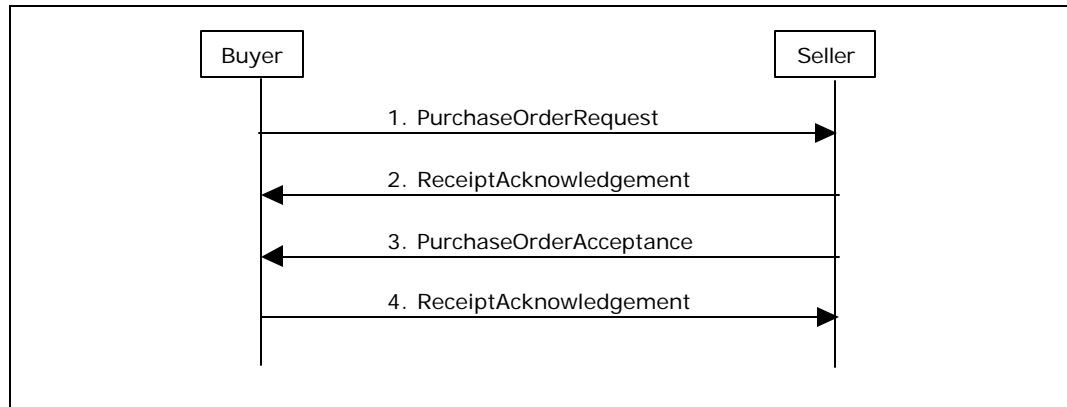 Buyer
Seller
1. PurchaseOrderRequest
2. ReceiptAcknowledgement
3. PurchaseOrderAcceptance
4. ReceiptAcknowledgement